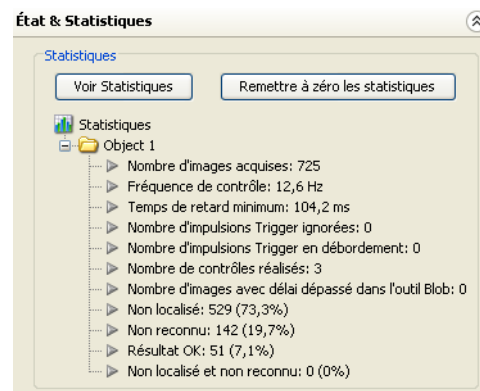 État & Statistiques
Statistiques
Voir Statistiques
Remettre à zéro les statistiques
Statistiques
Object 1
Nombre d'images acquises: 725
Fréquence de contrôle: 12,6 Hz
Temps de retard minimum: 104,2 ms
Nombre d'impulsions Trigger ignorées: 0
Nombre d'impulsions Trigger en débordement: 0
Nombre de contrôles réalisés: 3
Nombre d'images avec délai dépassé dans l'outil Blob: 0
Non localisé: 529 (73,3%)
Non reconnu: 142 (19,7%)
Résultat OK: 51 (7,1%)
Non localisé et non reconnu: 0 (0%)